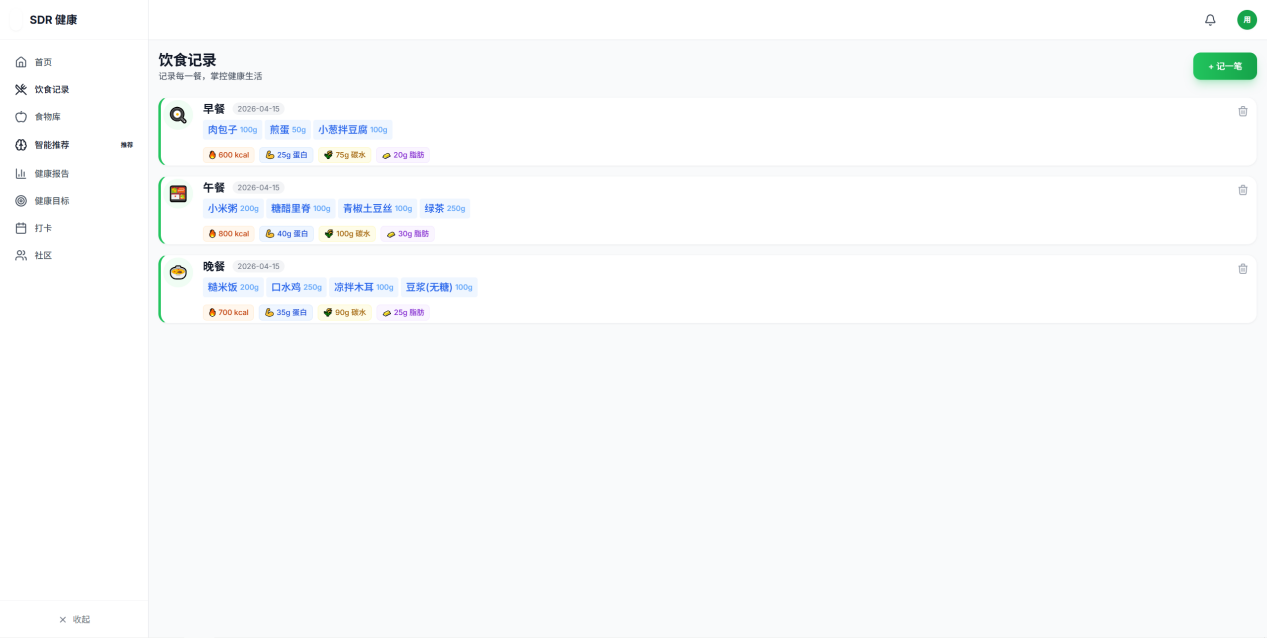 SDR 健康
用
首页
饮食记录
食物库
智能推荐 推荐
健康报告
健康目标
打卡
社区
收起
饮食记录
记录每一餐，掌控健康生活
+ 记一笔
早餐 2026-04-15
肉包子 100g 煎蛋 50g 小葱拌豆腐 100g
600 kcal 25g 蛋白 75g 碳水 20g 脂肪
午餐 2026-04-15
小米粥 200g 糖醋里脊 100g 青椒土豆丝 100g 绿茶 250g
800 kcal 40g 蛋白 100g 碳水 30g 脂肪
晚餐 2026-04-15
糙米饭 200g 口水鸡 250g 凉拌木耳 100g 豆浆(无糖) 100g
700 kcal 35g 蛋白 90g 碳水 25g 脂肪